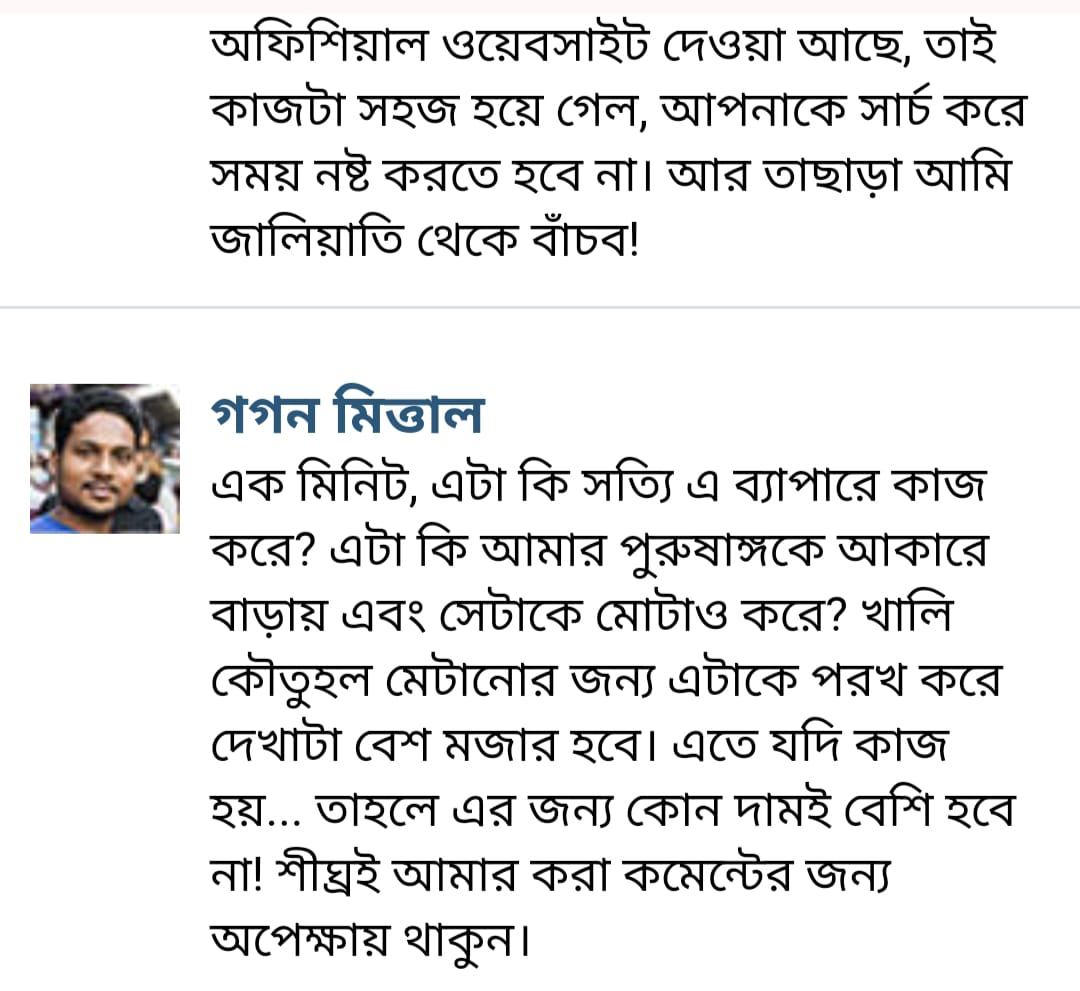 অফিশিয়াল ওয়েবসাইট দেওয়া আছে, তাই
কাজটা সহজ হয়ে গেল, আপনাকে সার্চ করে
সময় নষ্ট করতে হবে না। আর তাছাড়া আমি
জালিয়াতি থেকে বাঁচব!
গগন মিত্তাল
এক মিনিট, এটা কি সত্যি এ ব্যাপারে কাজ
করে? এটা কি আমার পুরুষাঙ্গকে আকারে
বাড়ায় এবং সেটাকে মোটাও করে? খালি
কৌতুহল মেটানোর জন্য এটাকে পরখ করে
দেখাটা বেশ মজার হবে। এতে যদি কাজ
হয়... তাহলে এর জন্য কোন দামই বেশি হবে
না! শীঘ্রই আমার করা কমেন্টের জন্য
অপেক্ষায় থাকুন।